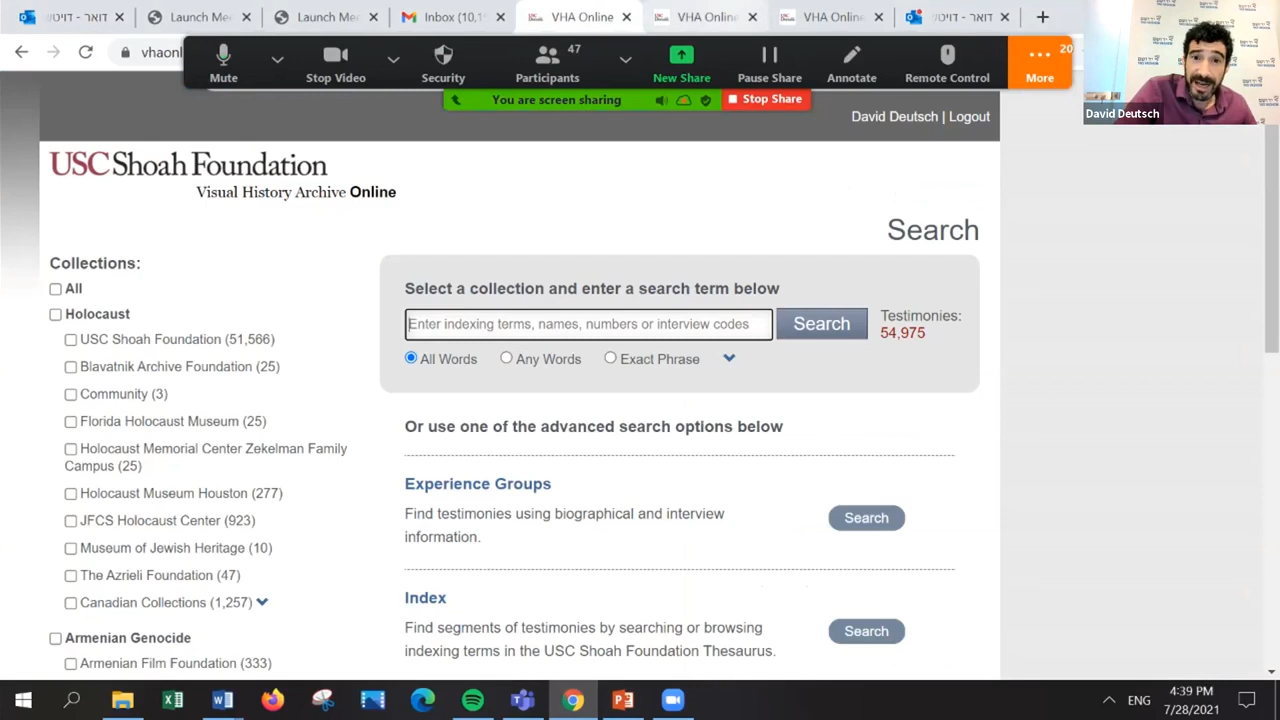 דואר - דויטש
Launch Mee
Launch Mee
Inbox (10,1
VHA Online
VHA Online
VHA Online
דואר - דויטש
vhaonl
Mute
Stop Video
Security
47
Participants
New Share
Pause Share
Annotate
Remote Control
20
More
You are screen sharing
Stop Share
David Deutsch
David Deutsch | Logout
USC Shoah Foundation
Visual History Archive Online
Search
Collections:
All
Holocaust
USC Shoah Foundation (51,566)
Blavatnik Archive Foundation (25)
Community (3)
Florida Holocaust Museum (25)
Holocaust Memorial Center Zekelman Family
Campus (25)
Holocaust Museum Houston (277)
JFCS Holocaust Center (923)
Museum of Jewish Heritage (10)
The Azrieli Foundation (47)
Canadian Collections (1,257)
Armenian Genocide
Armenian Film Foundation (333)
Select a collection and enter a search term below
Enter indexing terms, names, numbers or interview codes
Search
Testimonies:
54,975
All Words
Any Words
Exact Phrase
Or use one of the advanced search options below
Experience Groups
Find testimonies using biographical and interview
information.
Search
Index
Find segments of testimonies by searching or browsing
indexing terms in the USC Shoah Foundation Thesaurus.
Search
ENG
4:39 PM
7/28/2021